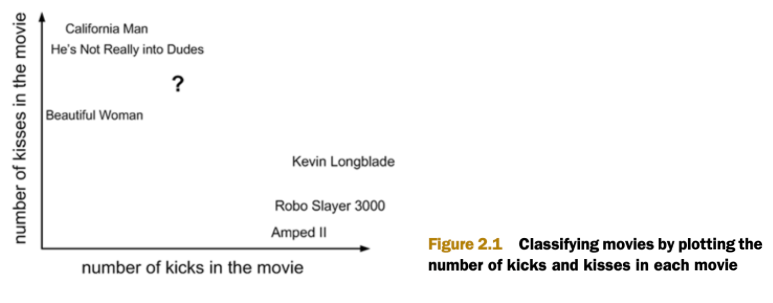 number of kisses in the movie
California Man
He's Not Really into Dudes
?
Beautiful Woman
Kevin Longblade
Robo Slayer 3000
Amped II
number of kicks in the movie
Figure 2.1 Classifying movies by plotting the
number of kicks and kisses in each movie